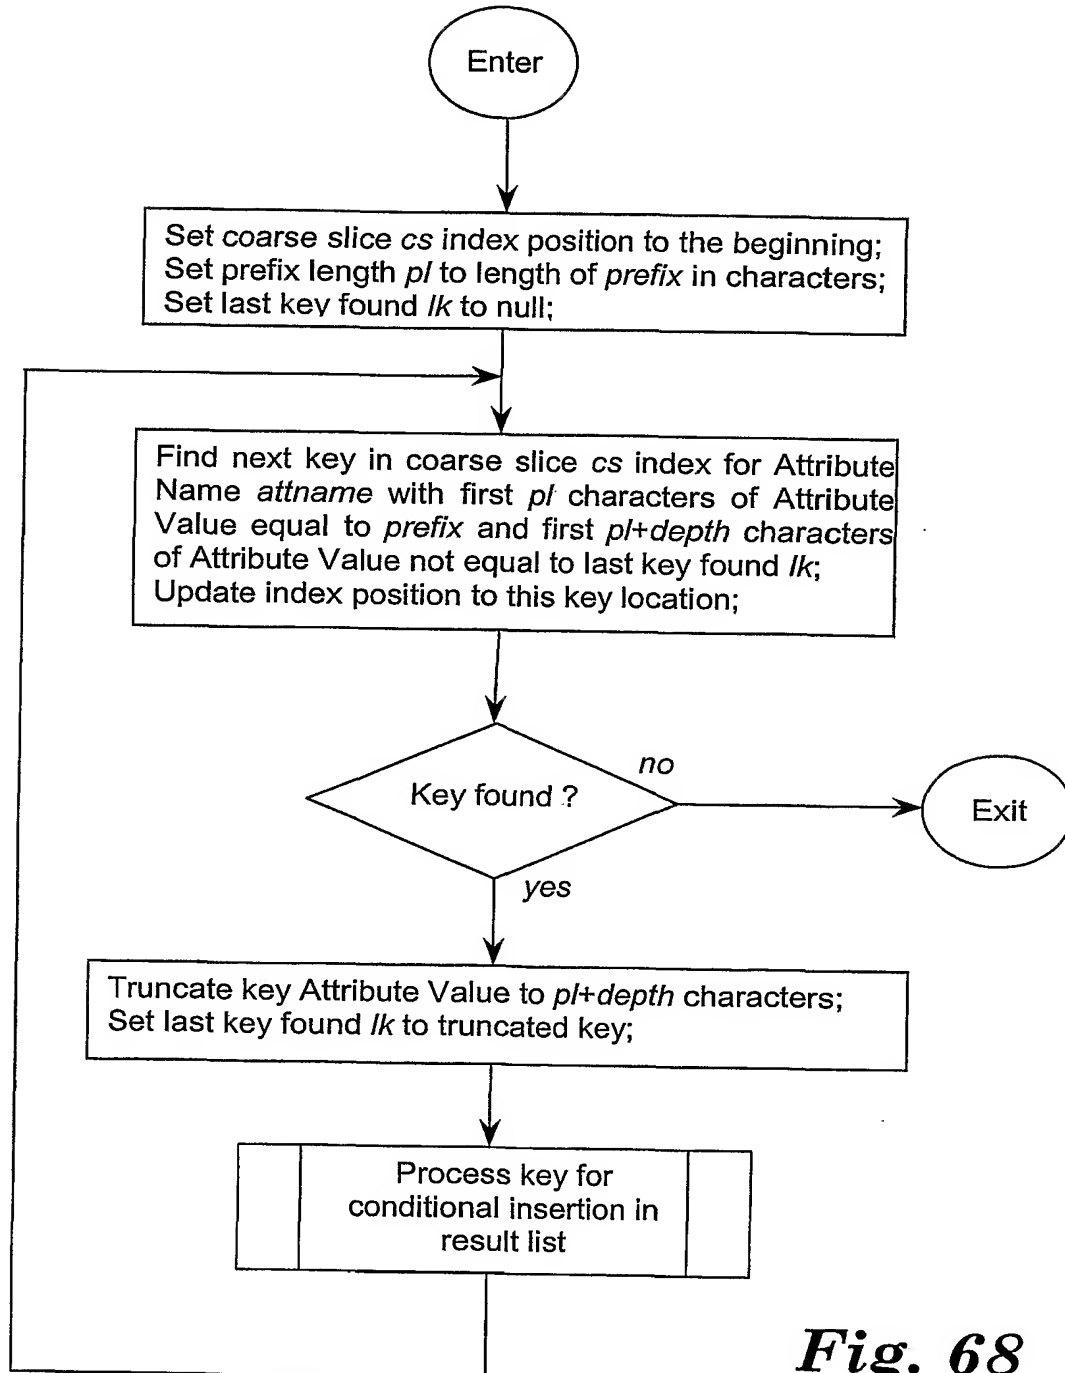 Enter
Set coarse slice cs index position to the beginning;
Set prefix length pl to length of prefix in characters;
Set last key found lk to null;
Find next key in coarse slice cs index for Attribute
Name attname with first pl characters of Attribute
Value equal to prefix and first pl+depth characters
of Attribute Value not equal to last key found lk;
Update index position to this key location;
Key found ?
no
Exit
yes
Truncate key Attribute Value to pl+depth characters;
Set last key found lk to truncated key;
Process key for
conditional insertion in
result list
Fig. 68